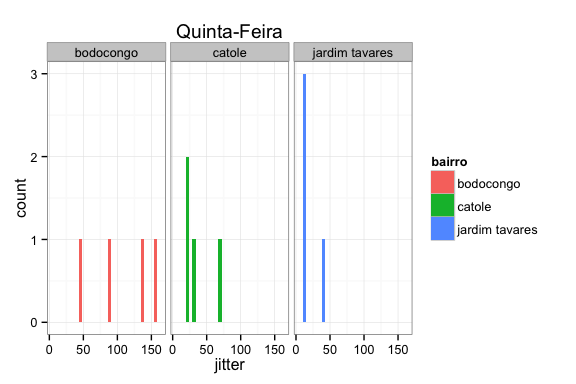 Quinta-Feira
bodocongo catole jardim tavares
3
2
1
0
count
0 50 100 150 0 50 100 150 0 50 100 150
jitter
bairro
bodocongo
catole
jardim tavares